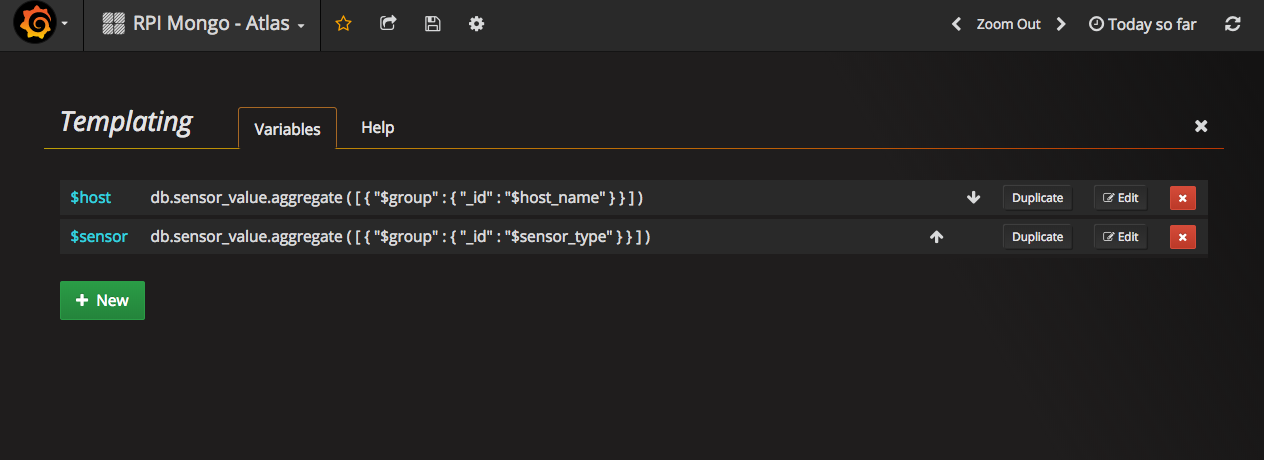 RPI Mongo - Atlas Zoom Out Today so far
Templating Variables Help
$host db.sensor_value.aggregate ( [ { "$group" : { "_id" : "$host_name" } } ] ) Duplicate Edit
$sensor db.sensor_value.aggregate ( [ { "$group" : { "_id" : "$sensor_type" } } ] ) Duplicate Edit
+ New